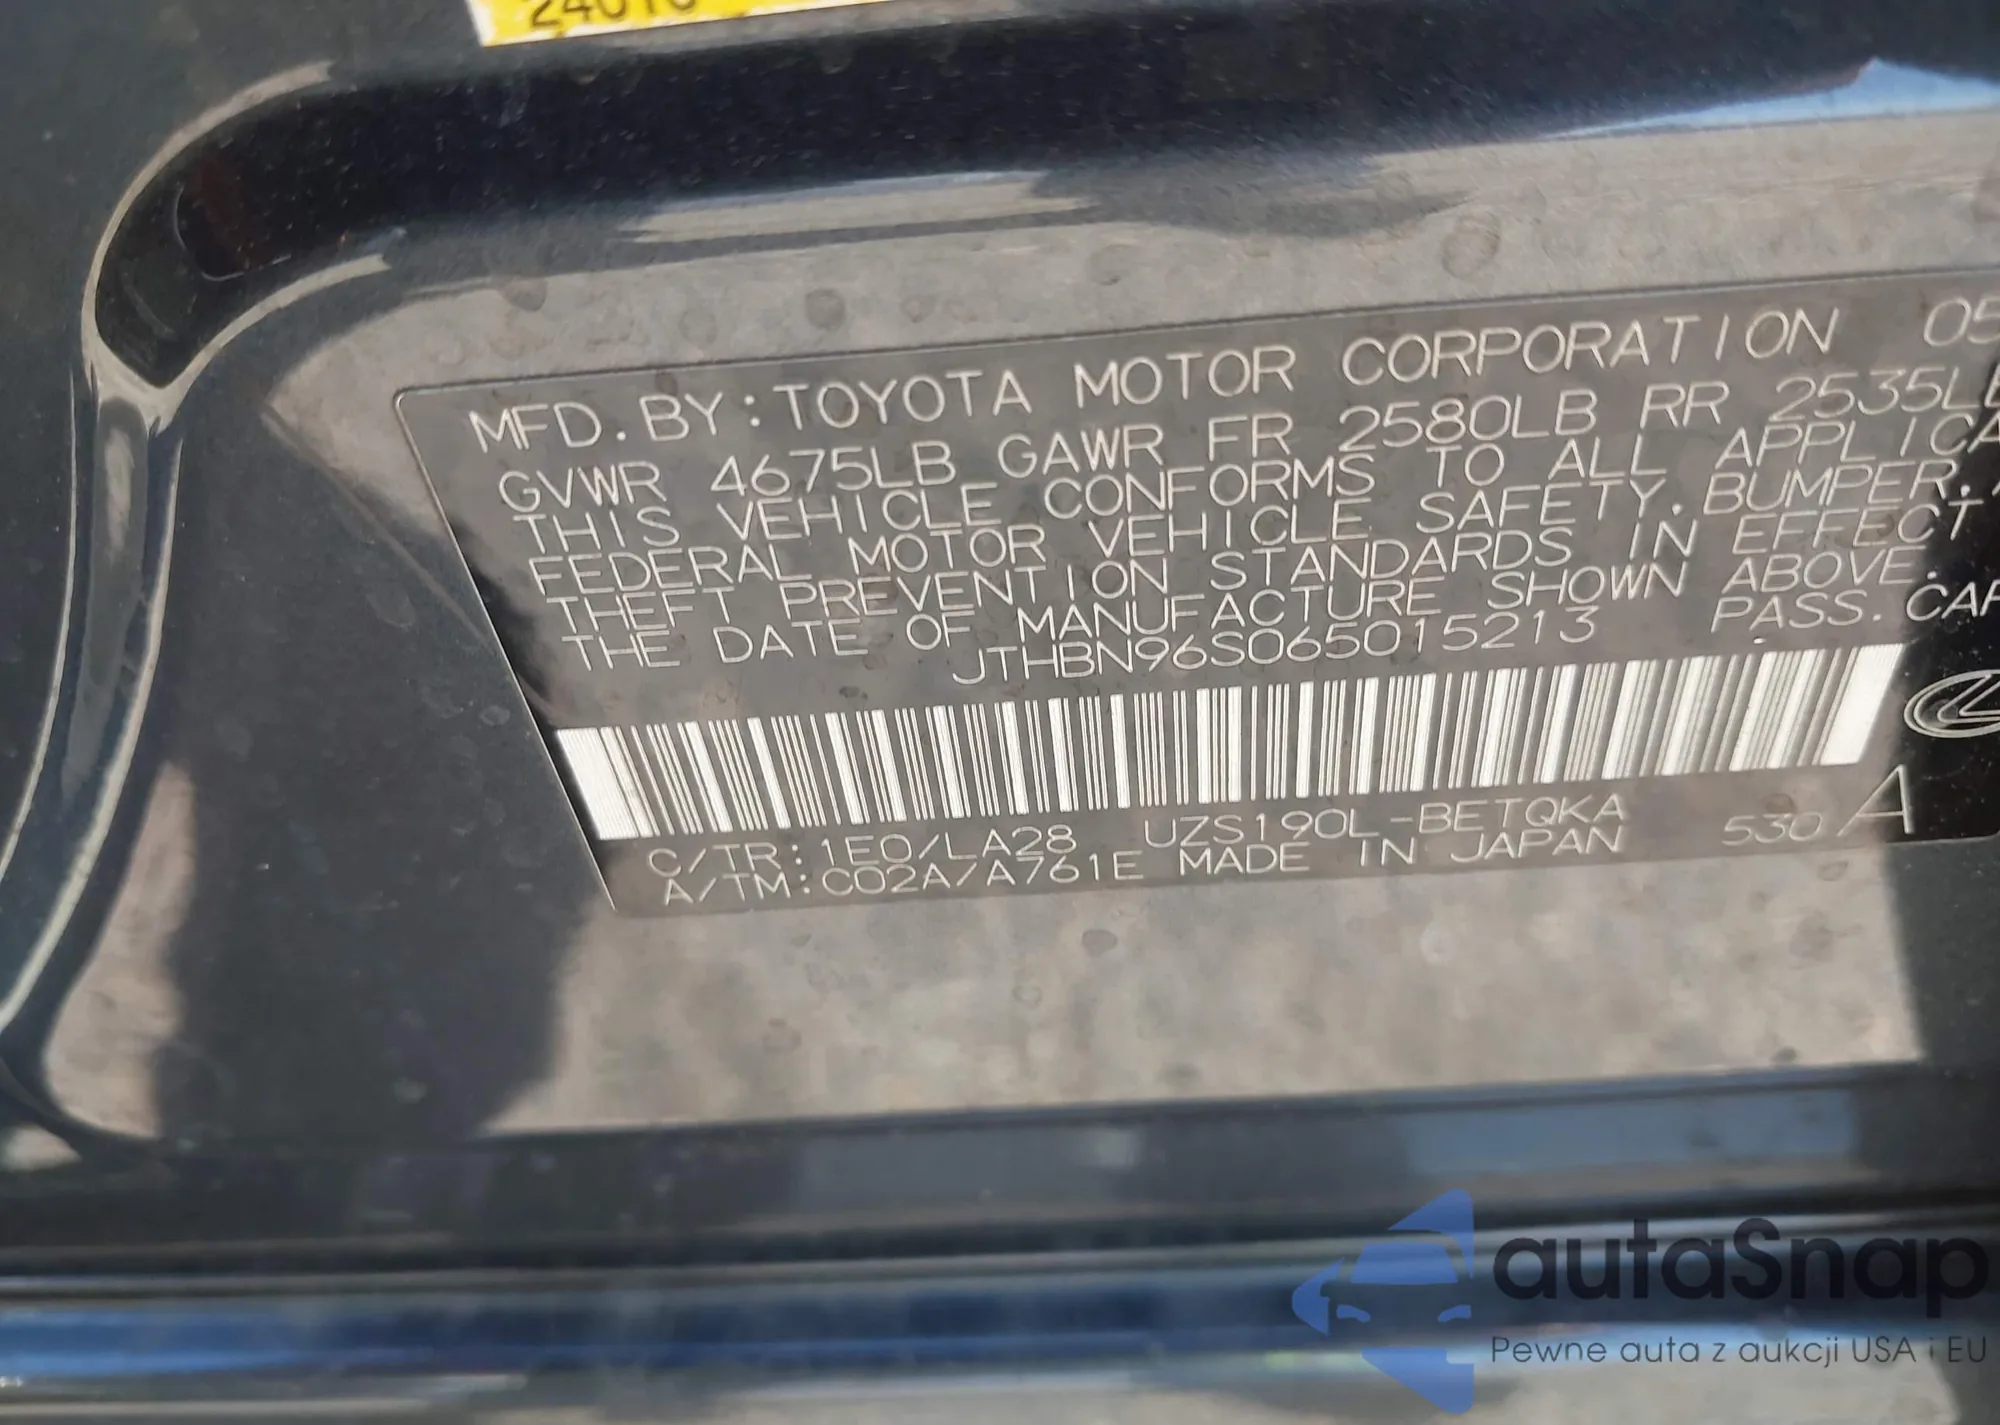 MFD. BY: TOYOTA MOTOR CORPORATION 05
GVWR 4675LB GAWR FR 2580LB RR 2535LB
THIS VEHICLE CONFORMS TO ALL APPLICA
FEDERAL MOTOR VEHICLE SAFETY, BUMPER,
THEFT PREVENTION STANDARDS IN EFFECT
THE DATE OF MANUFACTURE SHOWN ABOVE.
JTHBN96S065015213 PASS. CAR
C/TR: 1E0/LA28 UZS190L-BETQKA
A/TM: C02A/A761E MADE IN JAPAN 530 A
autaSnap
Pewne auta z aukcji USA i EU